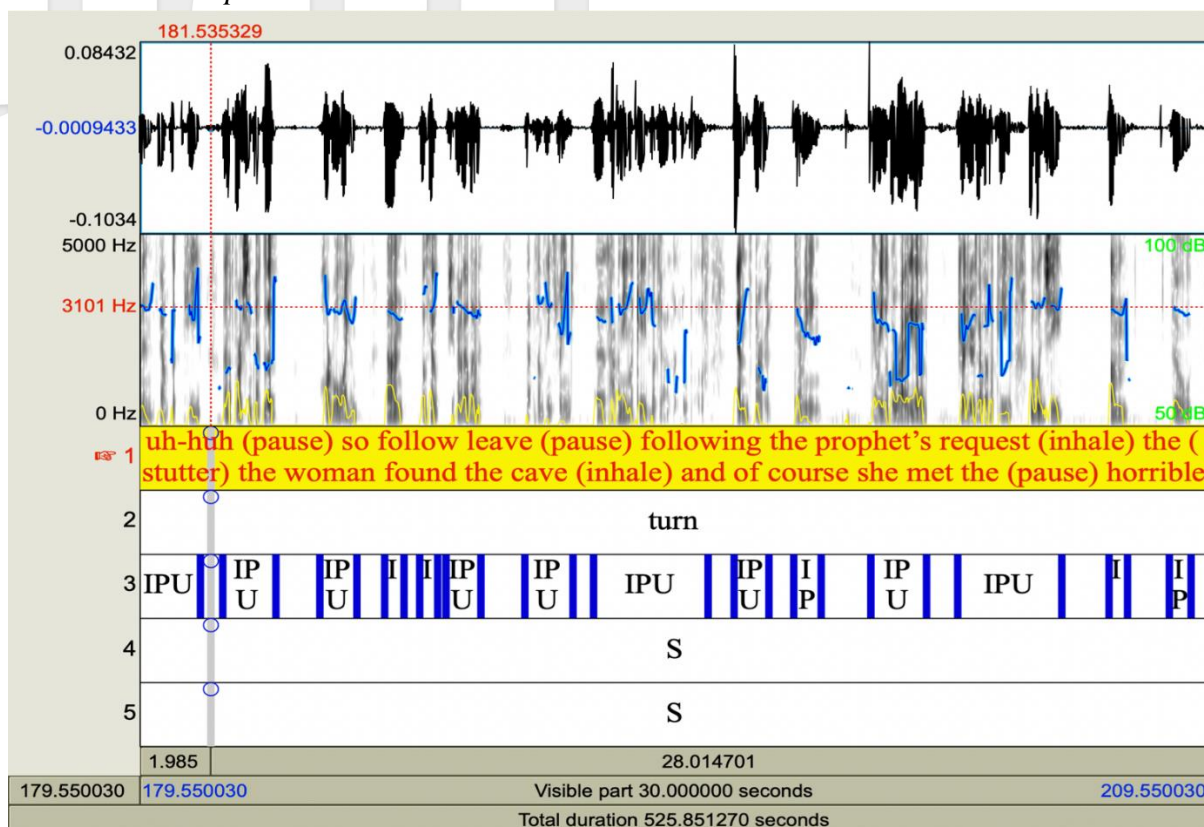 181.535329
0.08432
-0.0009433
-0.1034
5000 Hz
100 dB
3101 Hz
0 Hz
50 dB
☞ 1
uh-huh (pause) so follow leave (pause) following the prophet's request (inhale) the (
stutter) the woman found the cave (inhale) and of course she met the (pause) horrible
2
turn
3
IPU
IP
U
IP
U
I
I
IP
U
IP
U
IPU
IP
U
I
P
IP
U
IPU
I
I
P
4
S
5
S
1.985
28.014701
179.550030
179.550030
Visible part 30.000000 seconds
209.550030
Total duration 525.851270 seconds